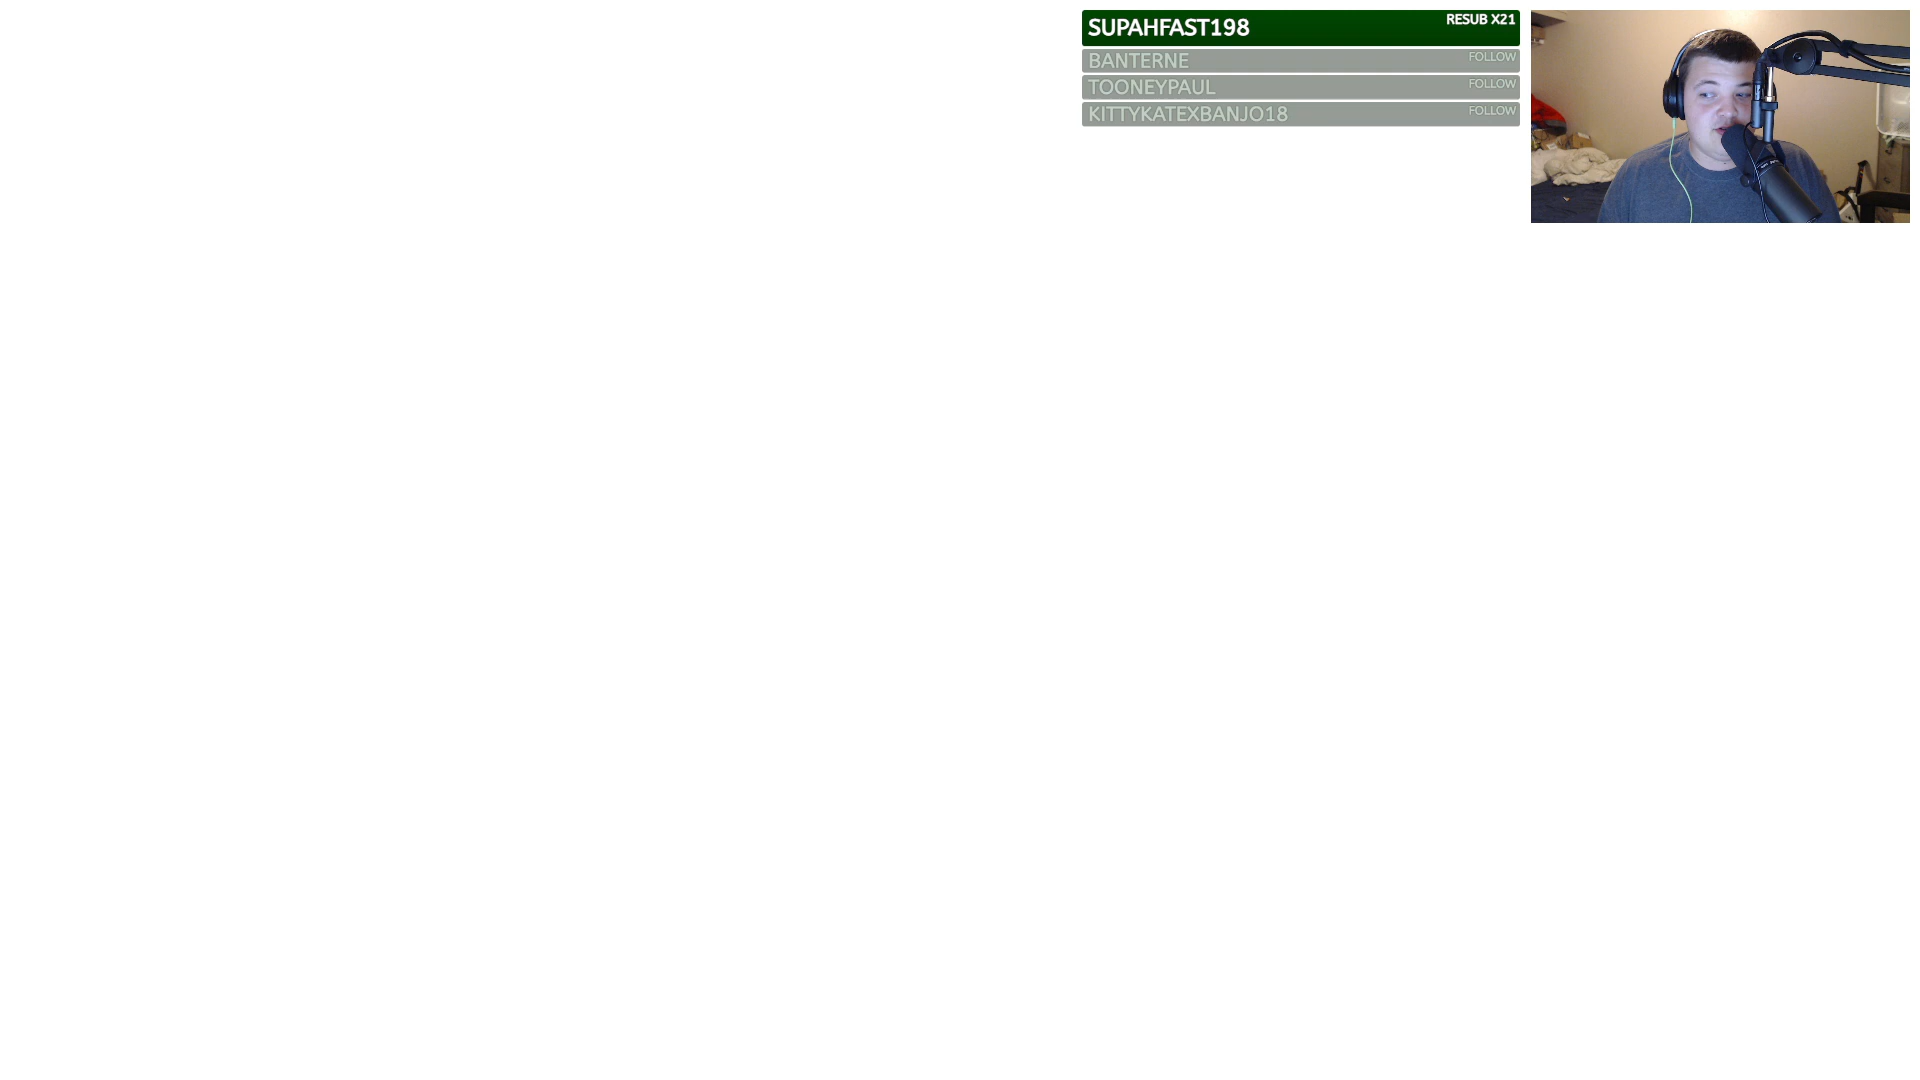 SUPAHFAST198 RESUB X21
BANTERNE FOLLOW
TOONEYPAUL FOLLOW
KITTYKATEXBANJO18 FOLLOW